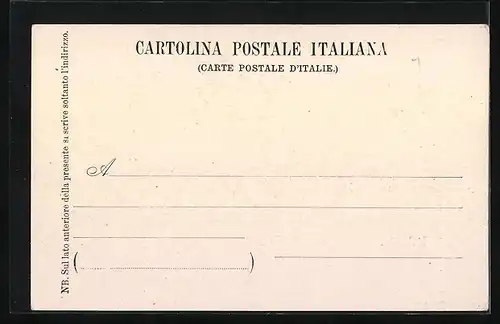 CARTOLINA POSTALE ITALIANA
(CARTE POSTALE D'ITALIE.)
NB. Sul lato anteriore della presente si scrive soltanto l'indirizzo.
A
( )